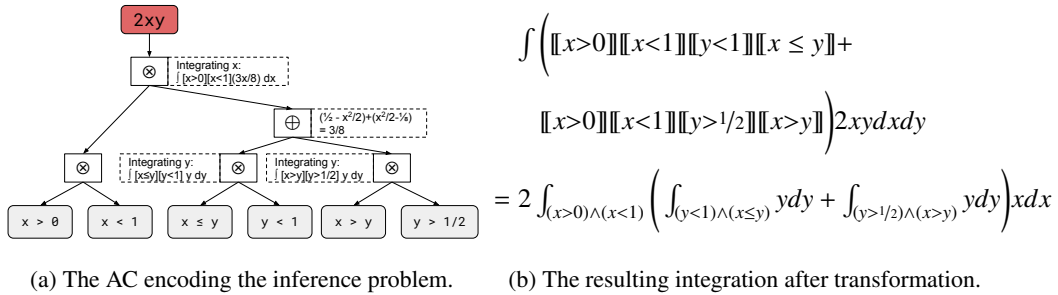 2xy
⊗
Integrating x:
∫ [x>0][x<1](3x/8) dx
⊕
(½ - x²/2)+(x²/2-⅛)
= 3/8
⊗
Integrating y:
∫ [x≤y][y<1] y dy
⊗
Integrating y:
∫ [x>y][y>1/2] y dy
⊗
x > 0
x < 1
x ≤ y
y < 1
x > y
y > 1/2
(a) The AC encoding the inference problem.
∫(⟦x>0⟧⟦x<1⟧⟦y<1⟧⟦x ≤ y⟧+
⟦x>0⟧⟦x<1⟧⟦y>1/2⟧⟦x>y⟧)2xydxdy
= 2 ∫(x>0)∧(x<1) (∫(y<1)∧(x≤y) ydy + ∫(y>1/2)∧(x>y) ydy)xdx
(b) The resulting integration after transformation.